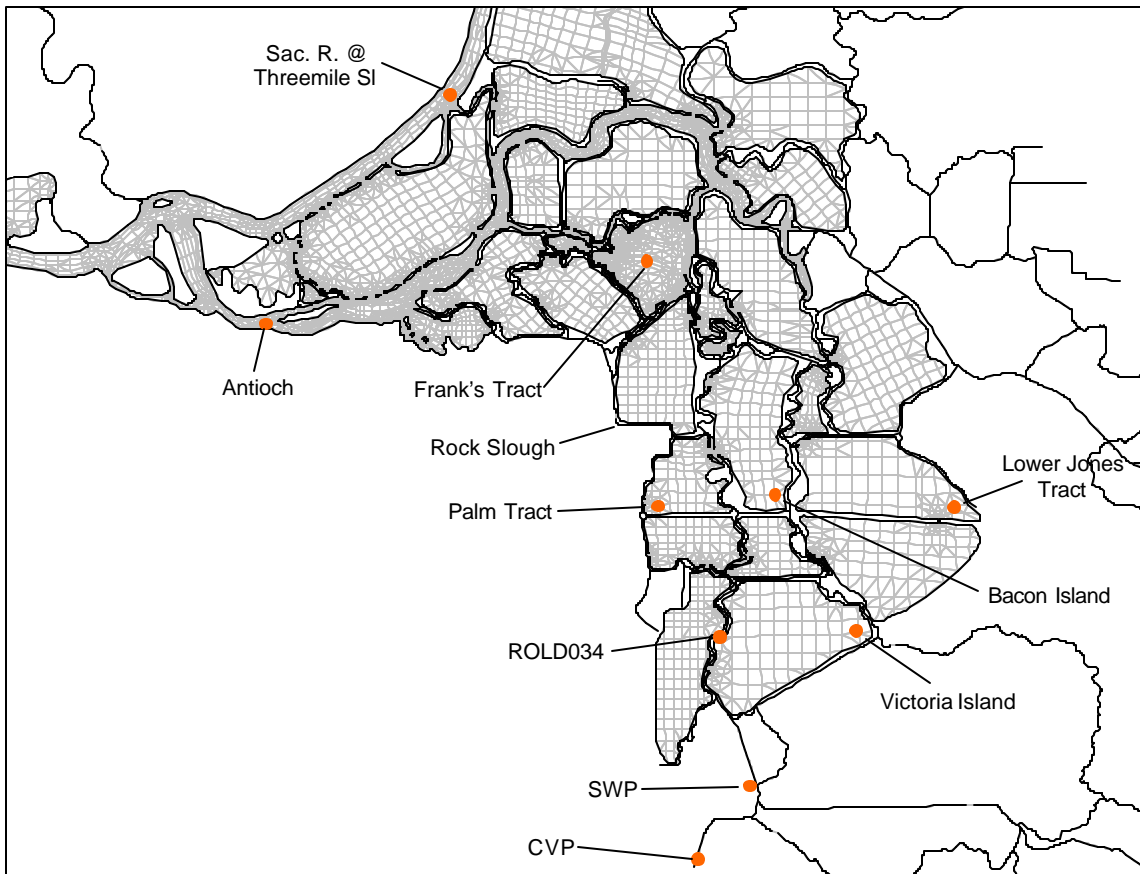 Sac. R. @
Threemile Sl
Antioch
Frank's Tract
Rock Slough
Lower Jones
Tract
Palm Tract
Bacon Island
ROLD034
Victoria Island
SWP
CVP